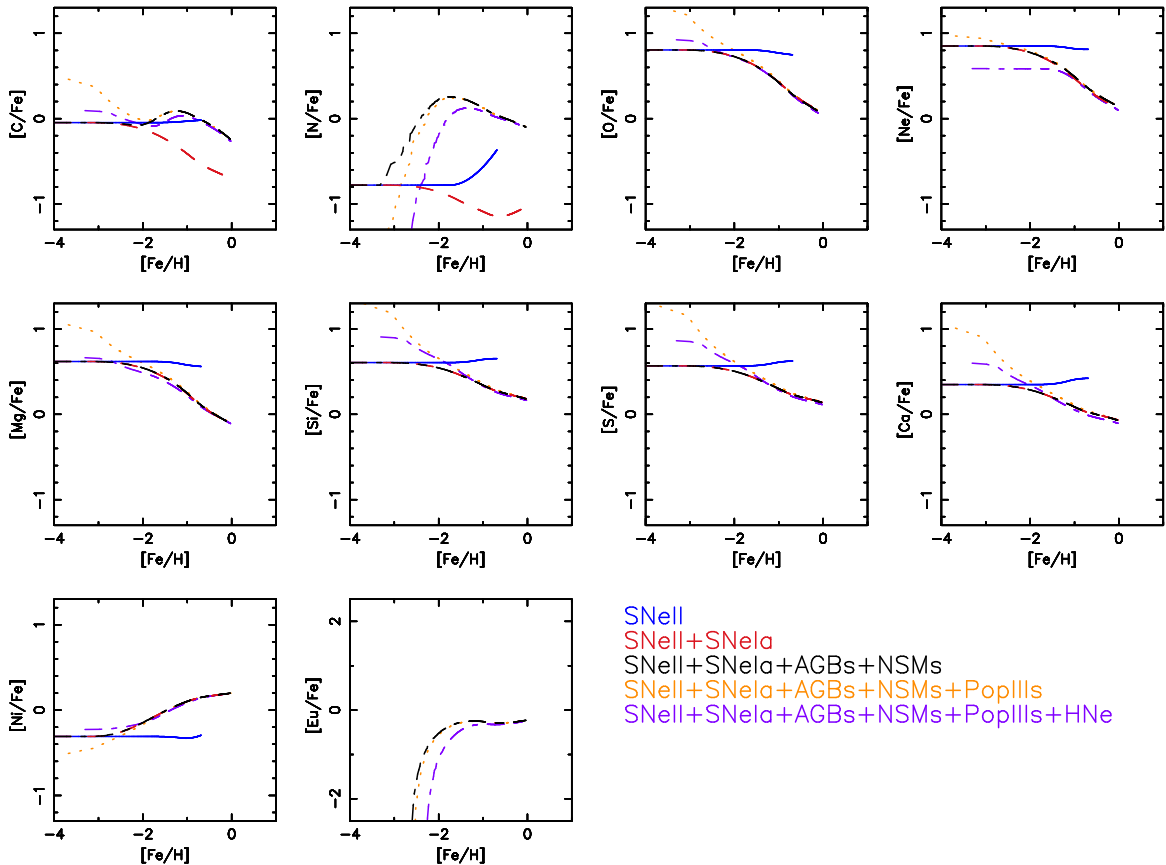 [C/Fe]
1
0
−1
−4
−2
0
[Fe/H]
[N/Fe]
1
0
−1
−4
−2
0
[Fe/H]
[O/Fe]
1
0
−1
−4
−2
0
[Fe/H]
[Ne/Fe]
1
0
−1
−4
−2
0
[Fe/H]
[Mg/Fe]
1
0
−1
−4
−2
0
[Fe/H]
[Si/Fe]
1
0
−1
−4
−2
0
[Fe/H]
[S/Fe]
1
0
−1
−4
−2
0
[Fe/H]
[Ca/Fe]
1
0
−1
−4
−2
0
[Fe/H]
[Ni/Fe]
1
0
−1
−4
−2
0
[Fe/H]
[Eu/Fe]
2
0
−2
−4
−2
0
[Fe/H]
SNeII
SNeII+SNeIa
SNeII+SNeIa+AGBs+NSMs
SNeII+SNeIa+AGBs+NSMs+PopIIIs
SNeII+SNeIa+AGBs+NSMs+PopIIIs+HNe